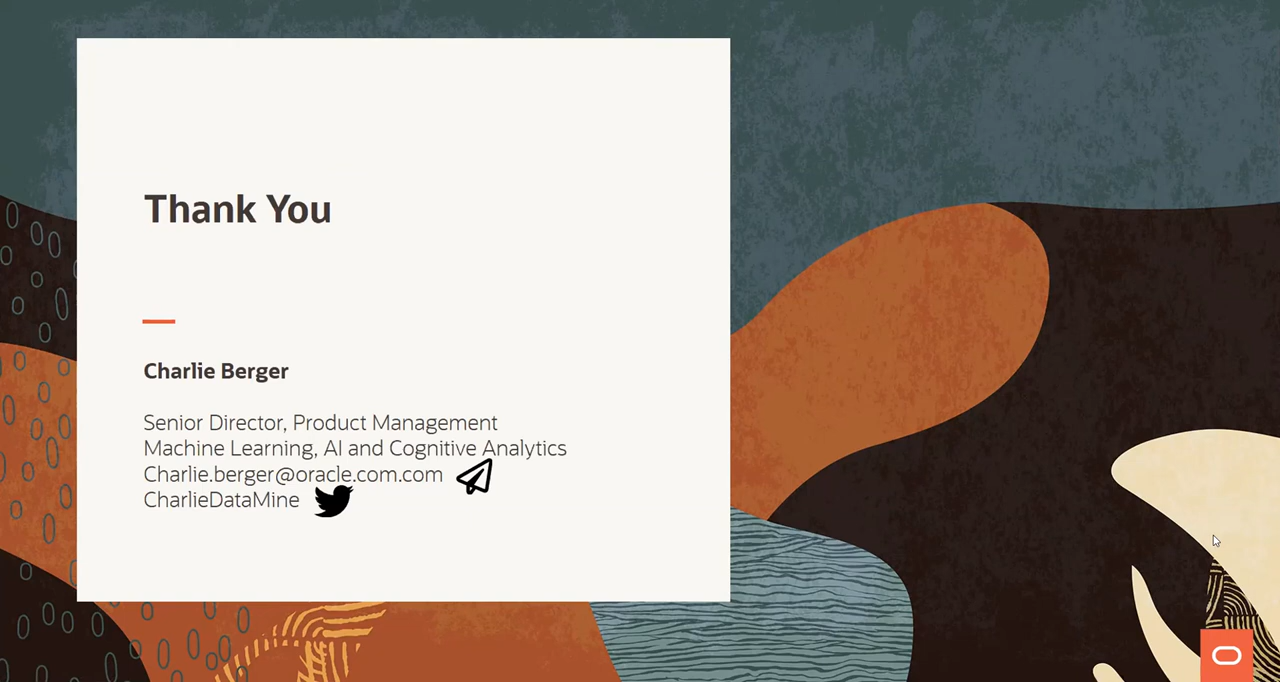 Thank You
Charlie Berger
Senior Director, Product Management
Machine Learning, AI and Cognitive Analytics
Charlie.berger@oracle.com.com
CharlieDataMine